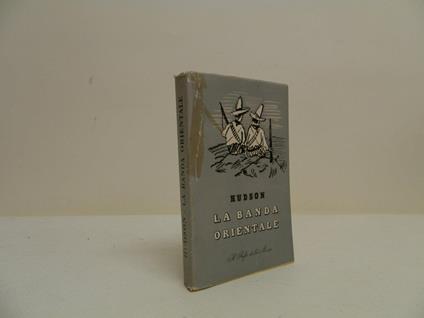 HUDSON - LA BANDA ORIENTALE
HUDSON
LA BANDA
ORIENTALE